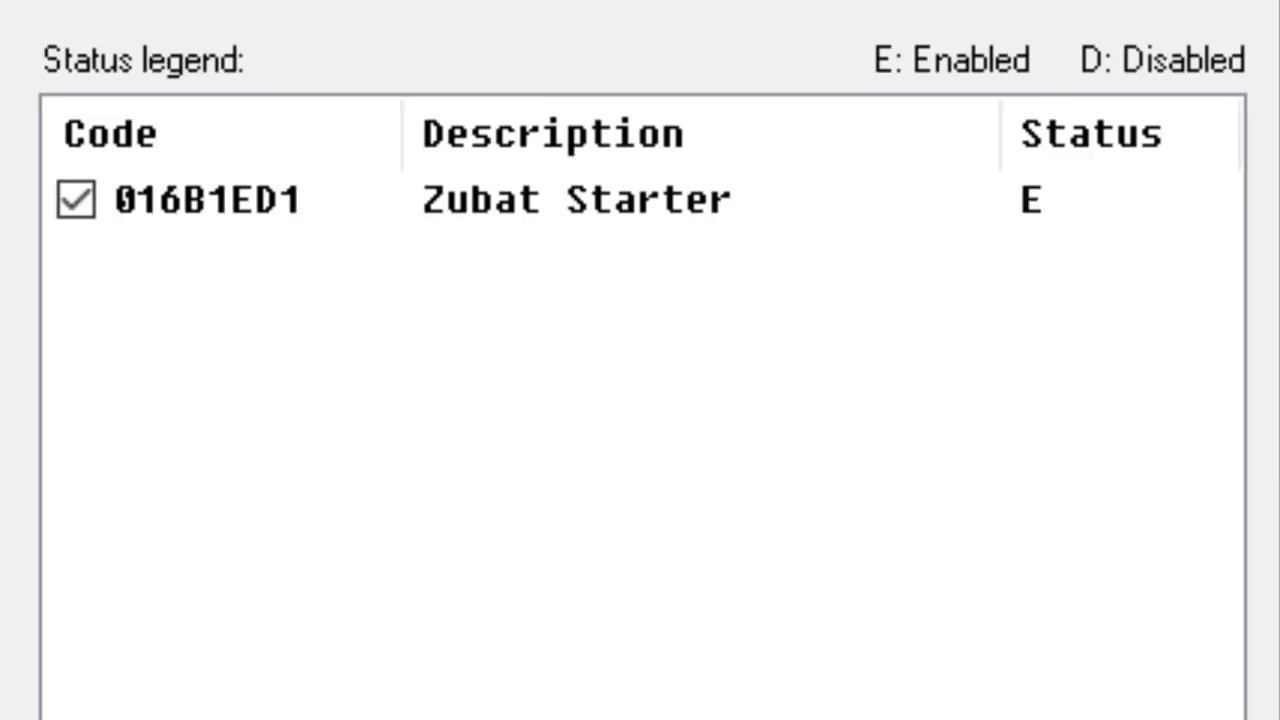 Status legend: E: Enabled D: Disabled
Code Description Status
016B1ED1 Zubat Starter E